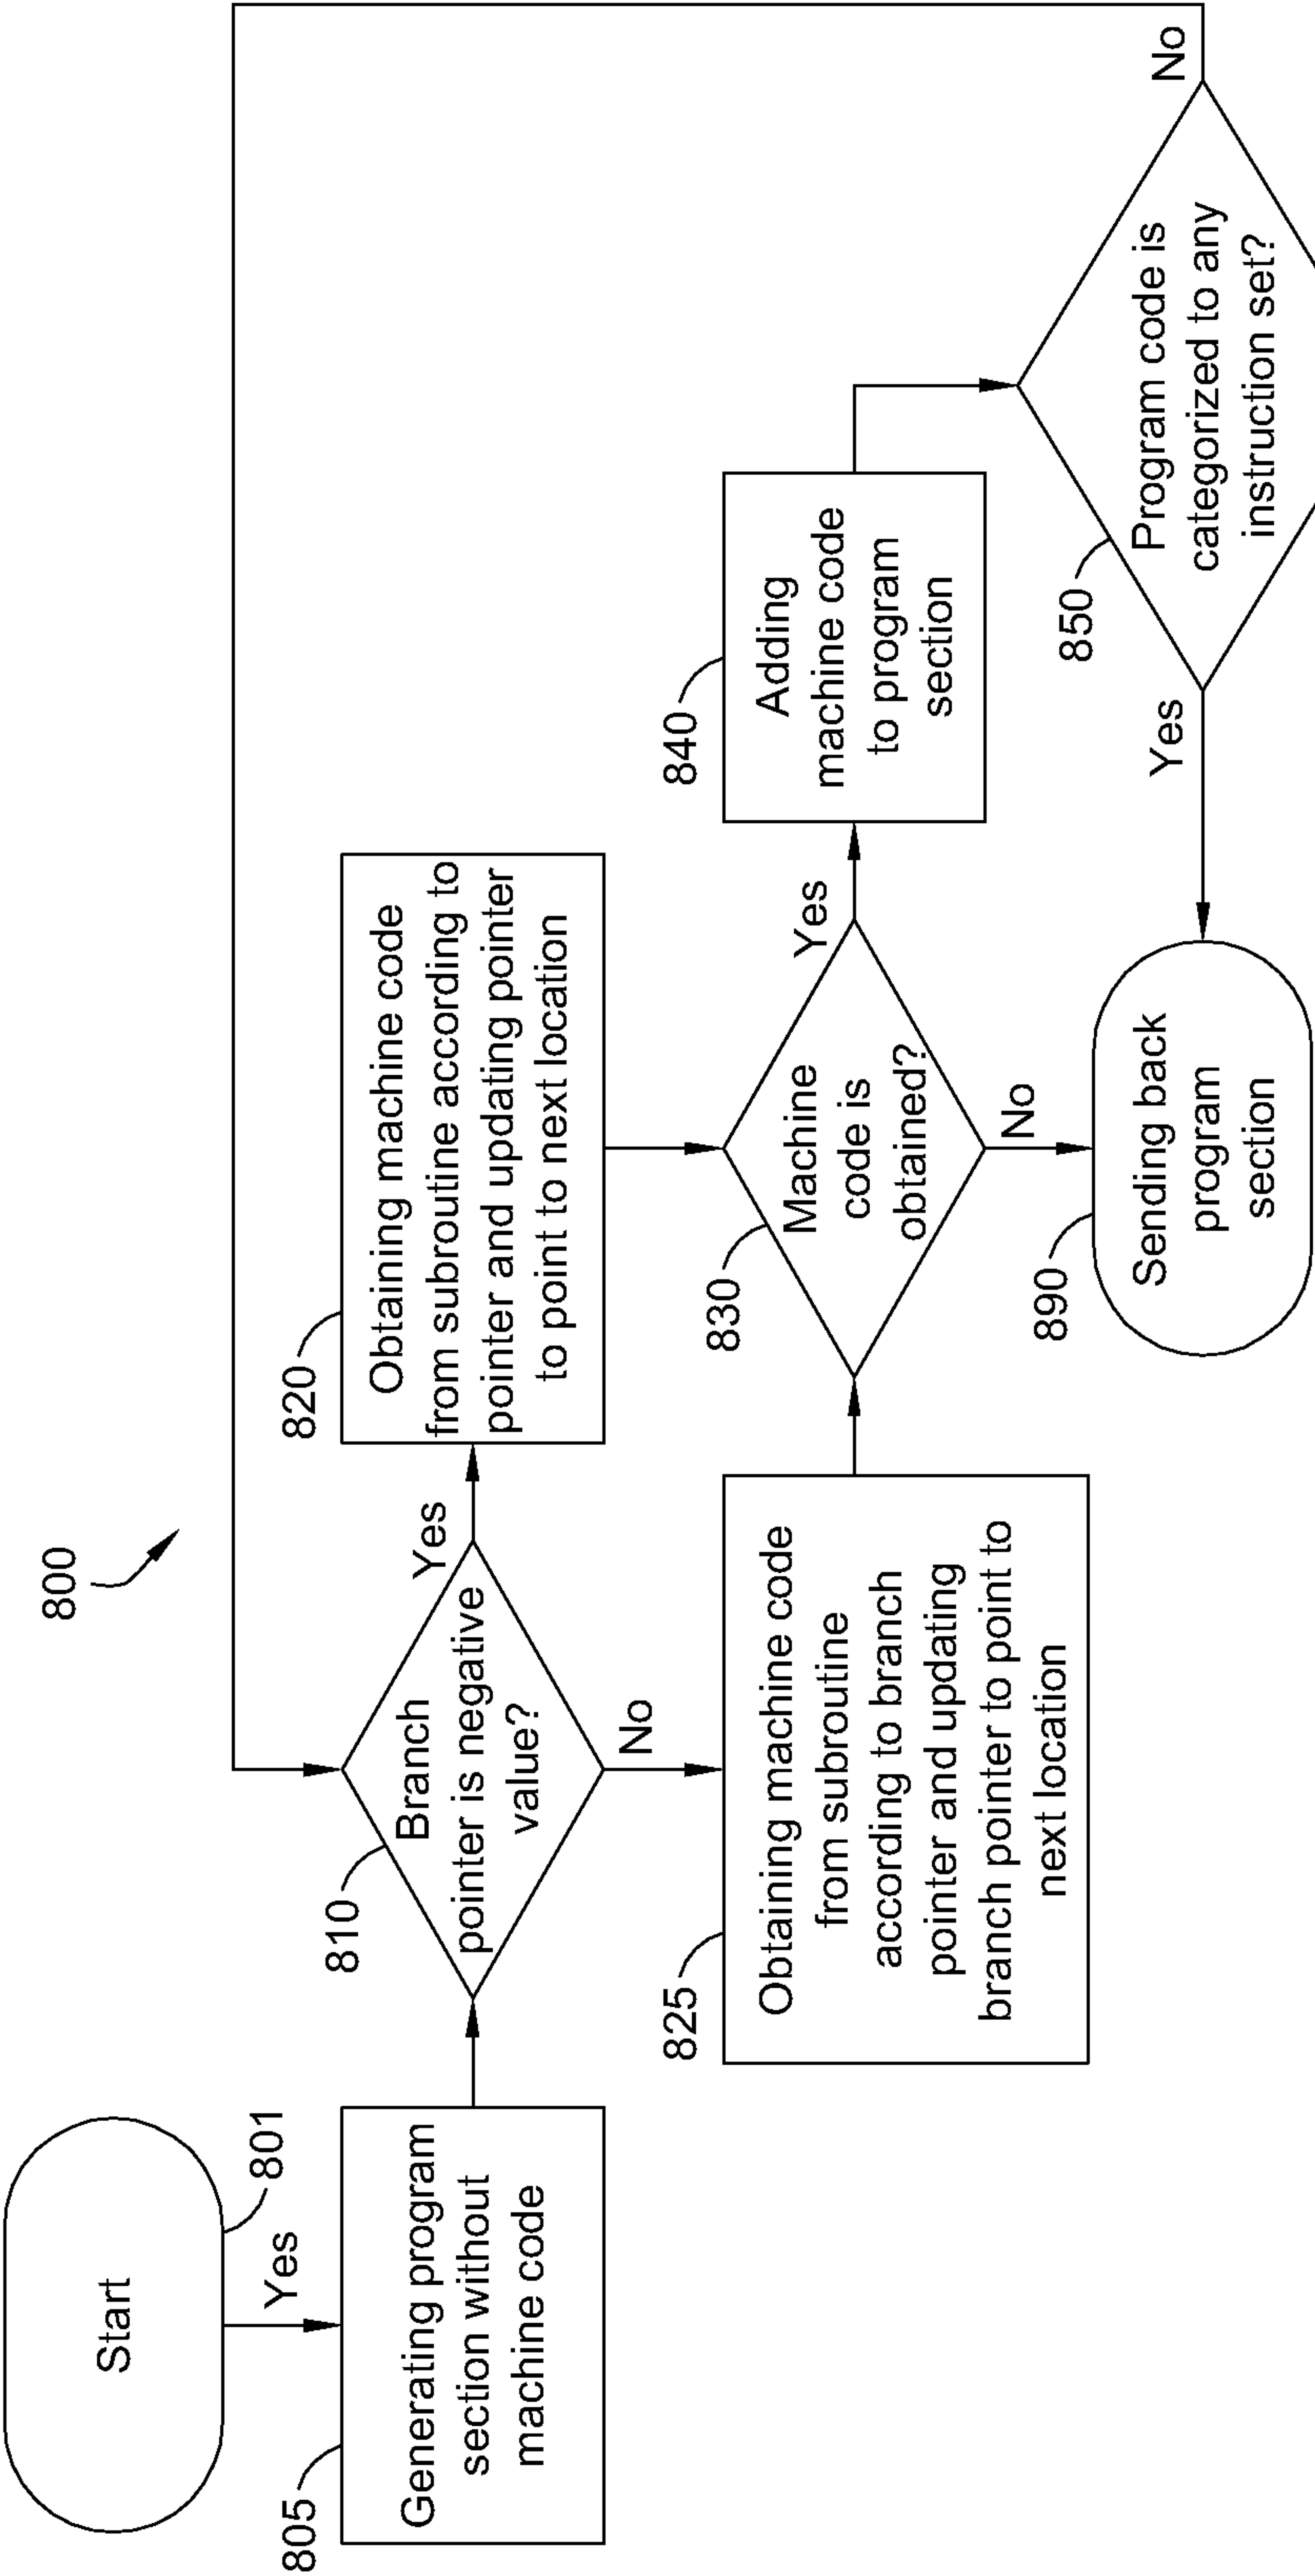 800
Start
801
Yes
805
Generating program
section without
machine code
810
Branch
pointer is negative
value?
Yes
No
820
Obtaining machine code
from subroutine according to
pointer and updating pointer
to point to next location
825
Obtaining machine code
from subroutine
according to branch
pointer and updating
branch pointer to point to
next location
830
Machine
code is
obtained?
Yes
No
840
Adding
machine code
to program
section
850
Program code is
categorized to any
instruction set?
Yes
No
890
Sending back
program
section